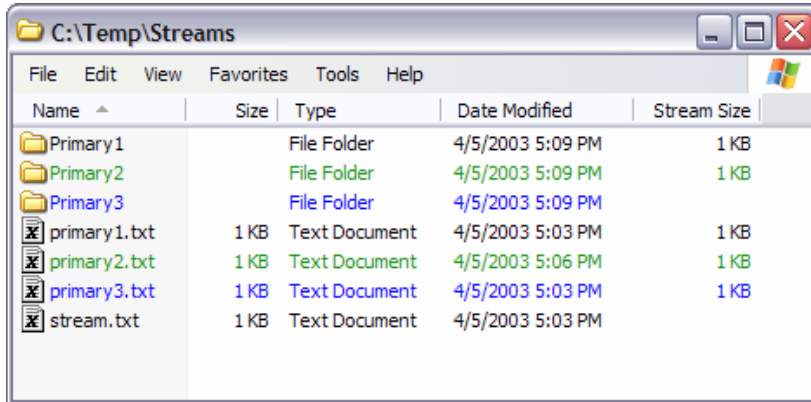 C:\Temp\Streams
File Edit View Favorites Tools Help
Name Size Type Date Modified Stream Size
Primary1 File Folder 4/5/2003 5:09 PM 1 KB
Primary2 File Folder 4/5/2003 5:09 PM 1 KB
Primary3 File Folder 4/5/2003 5:09 PM
primary1.txt 1 KB Text Document 4/5/2003 5:03 PM 1 KB
primary2.txt 1 KB Text Document 4/5/2003 5:06 PM 1 KB
primary3.txt 1 KB Text Document 4/5/2003 5:03 PM 1 KB
stream.txt 1 KB Text Document 4/5/2003 5:03 PM